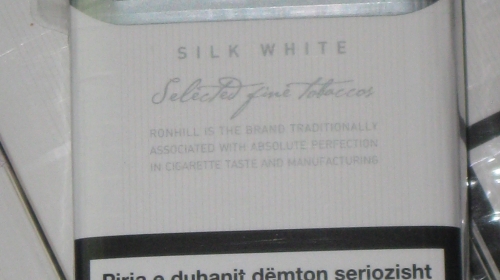 SILK WHITE
Selected fine tobaccos
RONHILL IS THE BRAND TRADITIONALLY
ASSOCIATED WITH ABSOLUTE PERFECTION
IN CIGARETTE TASTE AND MANUFACTURING
Pirja e duhanit dëmton seriozisht